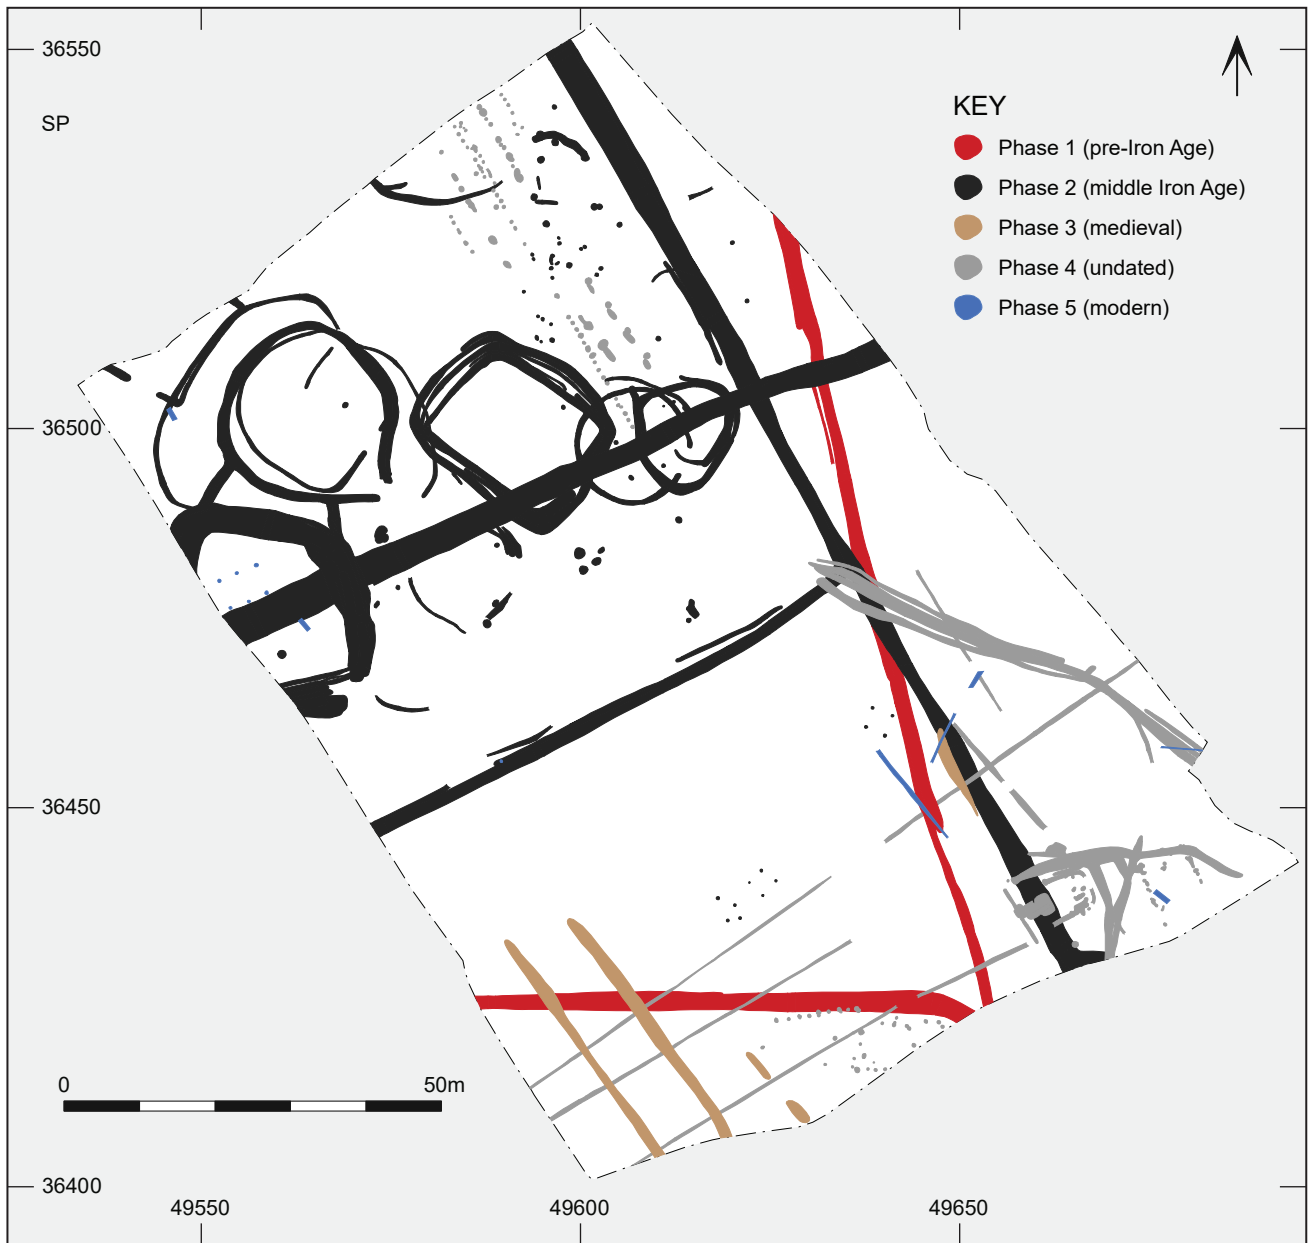 36550
SP
KEY
Phase 1 (pre-Iron Age)
Phase 2 (middle Iron Age)
Phase 3 (medieval)
Phase 4 (undated)
Phase 5 (modern)
36500
36450
0 50m
36400
49550 49600 49650